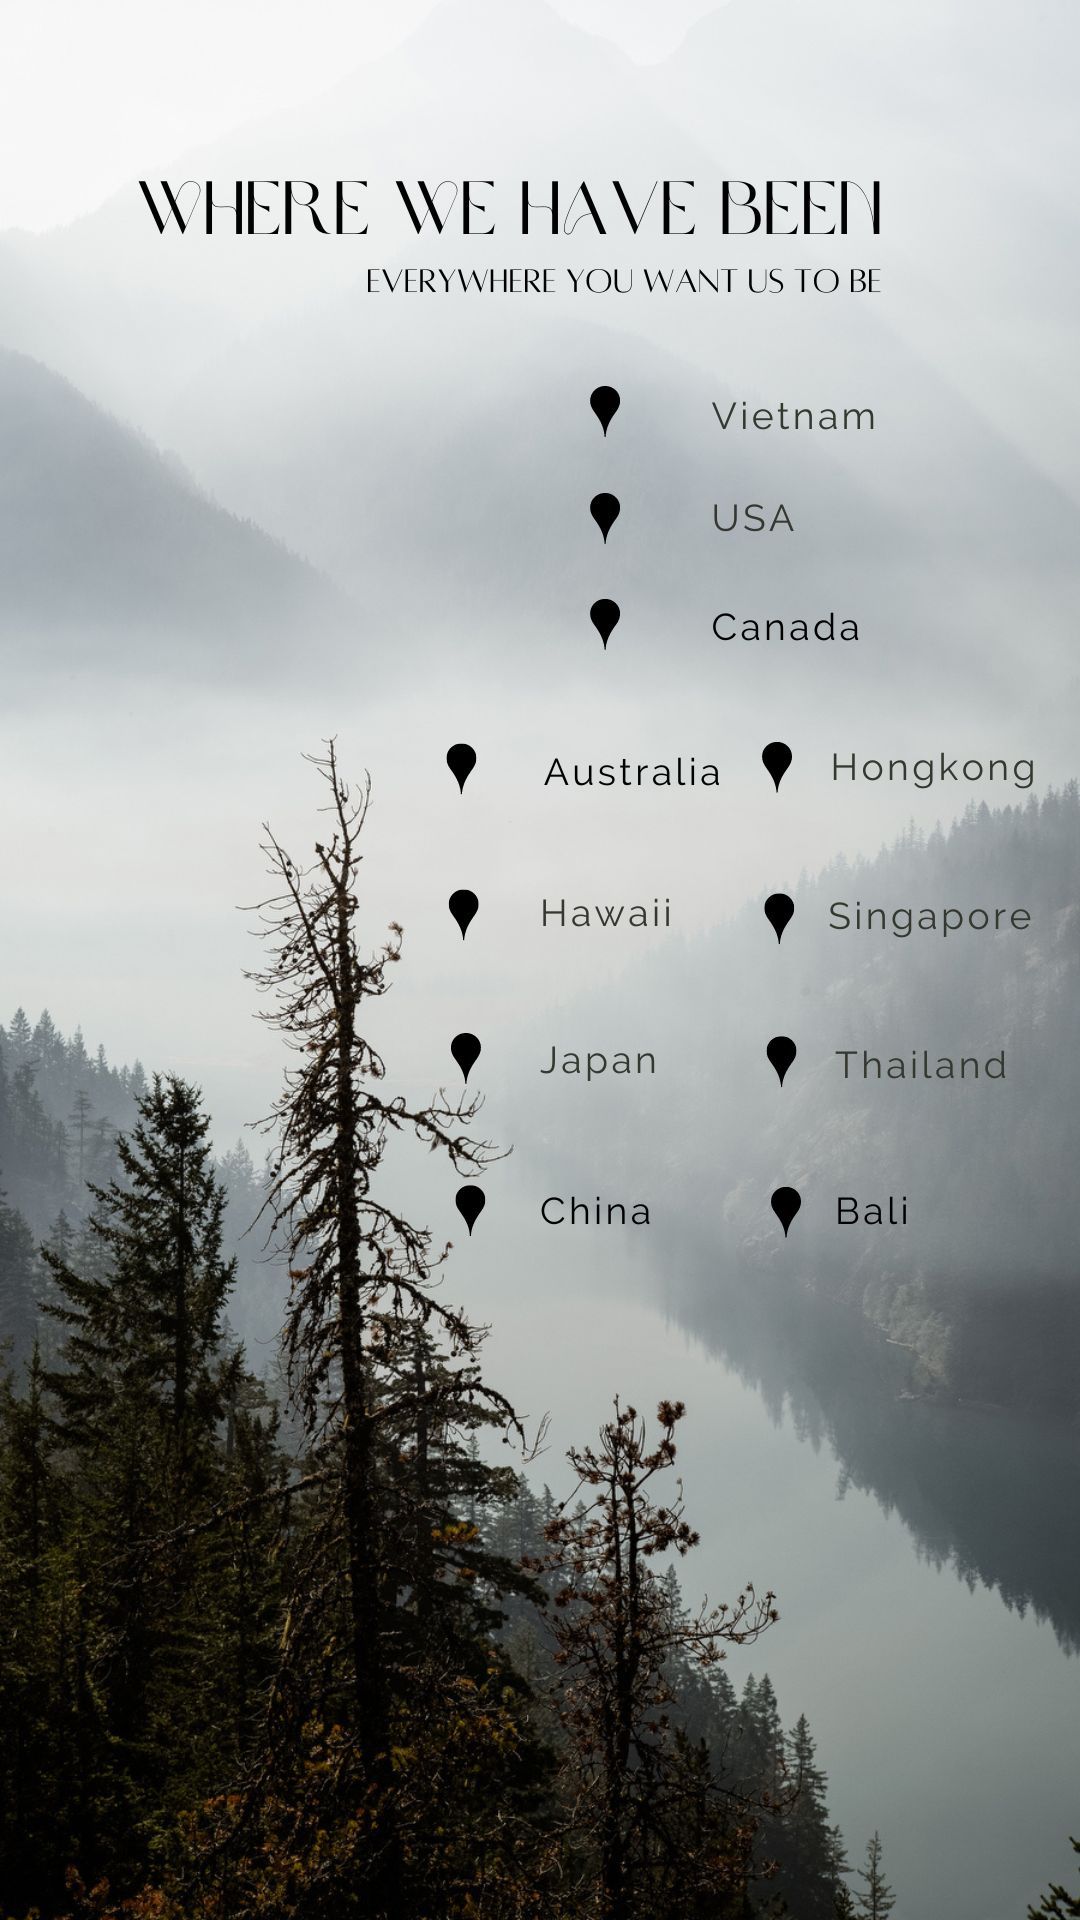 WHERE WE HAVE BEEN
EVERYWHERE YOU WANT US TO BE
Vietnam
USA
Canada
Australia
Hongkong
Hawaii
Singapore
Japan
Thailand
China
Bali